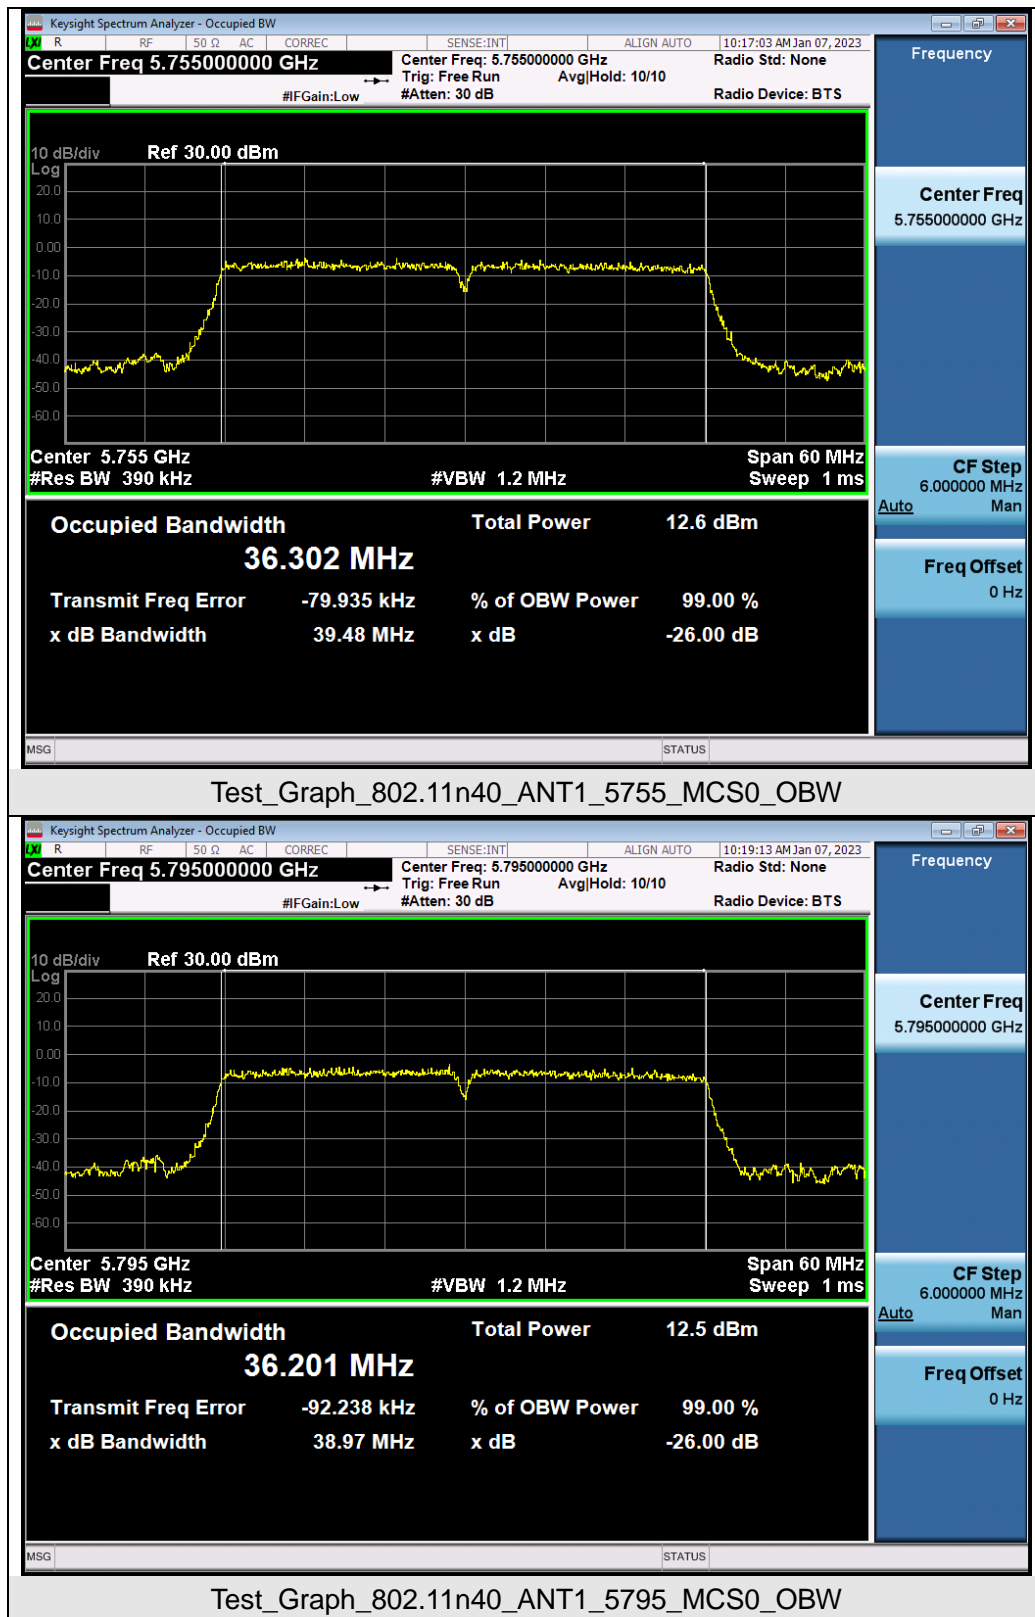 Keysight Spectrum Analyzer - Occupied BW
LXI R RF 50 Ω AC CORREC SENSE:INT ALIGN AUTO 10:17:03 AM Jan 07, 2023
Center Freq 5.755000000 GHz
Center Freq: 5.755000000 GHz
Radio Std: None
Trig: Free Run Avg|Hold: 10/10
#IFGain:Low
#Atten: 30 dB
Radio Device: BTS
Frequency
10 dB/div Ref 30.00 dBm
Log
20.0
10.0
0.00
-10.0
-20.0
-30.0
-40.0
-50.0
-60.0
Center Freq
5.755000000 GHz
Center 5.755 GHz Span 60 MHz
#Res BW 390 kHz #VBW 1.2 MHz Sweep 1 ms
CF Step
6.000000 MHz
Auto Man
Occupied Bandwidth Total Power 12.6 dBm
36.302 MHz
Freq Offset
0 Hz
Transmit Freq Error -79.935 kHz % of OBW Power 99.00 %
x dB Bandwidth 39.48 MHz x dB -26.00 dB
MSG STATUS
Test_Graph_802.11n40_ANT1_5755_MCS0_OBW
Keysight Spectrum Analyzer - Occupied BW
LXI R RF 50 Ω AC CORREC SENSE:INT ALIGN AUTO 10:19:13 AM Jan 07, 2023
Center Freq 5.795000000 GHz
Center Freq: 5.795000000 GHz
Radio Std: None
Trig: Free Run Avg|Hold: 10/10
#IFGain:Low
#Atten: 30 dB
Radio Device: BTS
Frequency
10 dB/div Ref 30.00 dBm
Log
20.0
10.0
0.00
-10.0
-20.0
-30.0
-40.0
-50.0
-60.0
Center Freq
5.795000000 GHz
Center 5.795 GHz Span 60 MHz
#Res BW 390 kHz #VBW 1.2 MHz Sweep 1 ms
CF Step
6.000000 MHz
Auto Man
Occupied Bandwidth Total Power 12.5 dBm
36.201 MHz
Freq Offset
0 Hz
Transmit Freq Error -92.238 kHz % of OBW Power 99.00 %
x dB Bandwidth 38.97 MHz x dB -26.00 dB
MSG STATUS
Test_Graph_802.11n40_ANT1_5795_MCS0_OBW